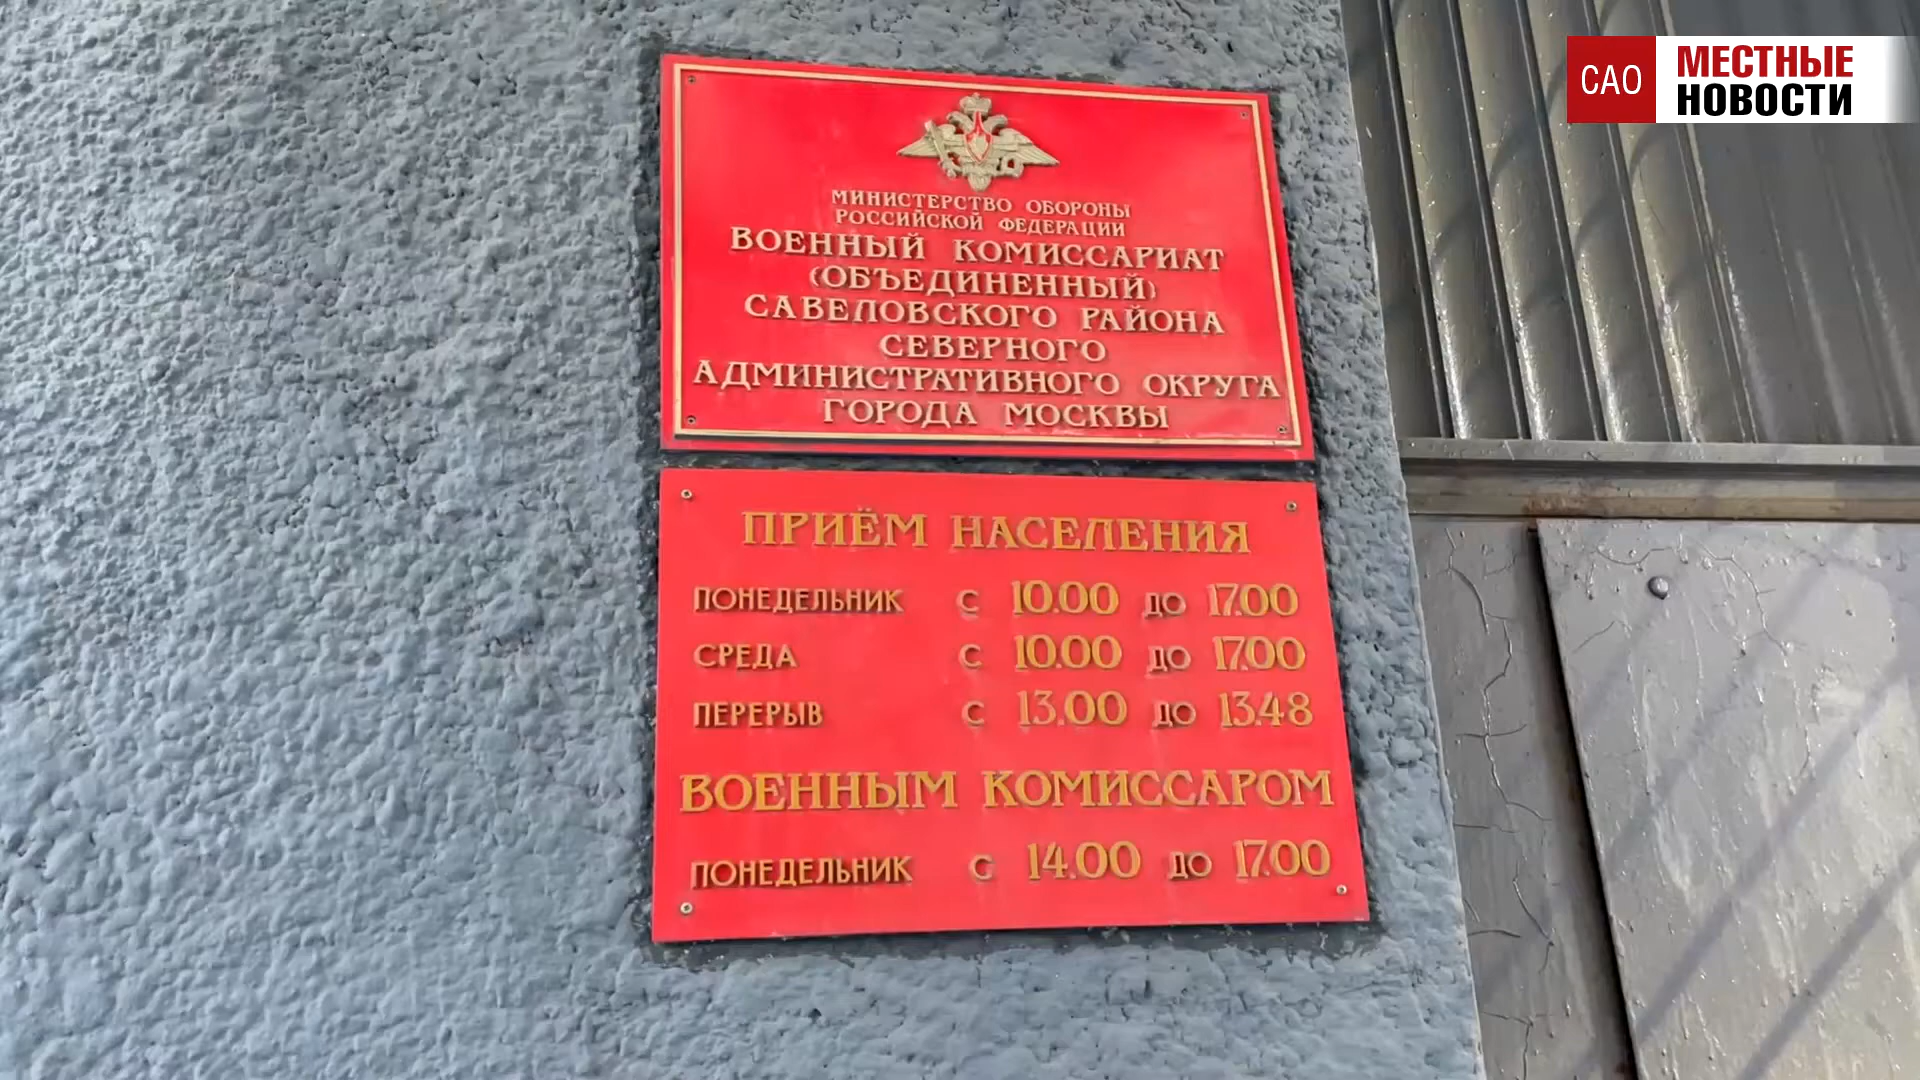 САО
МЕСТНЫЕ
НОВОСТИ
МИНИСТЕРСТВО ОБОРОНЫ
РОССИЙСКОЙ ФЕДЕРАЦИИ
ВОЕННЫЙ КОМИССАРИАТ
(ОБЪЕДИНЕННЫЙ)
САВЕЛОВСКОГО РАЙОНА
СЕВЕРНОГО
АДМИНИСТРАТИВНОГО ОКРУГА
ГОРОДА МОСКВЫ
ПРИЁМ НАСЕЛЕНИЯ
ПОНЕДЕЛЬНИК С 10.00 ДО 17.00
СРЕДА С 10.00 ДО 17.00
ПЕРЕРЫВ С 13.00 ДО 13.48
ВОЕННЫМ КОМИССАРОМ
ПОНЕДЕЛЬНИК С 14.00 ДО 17.00